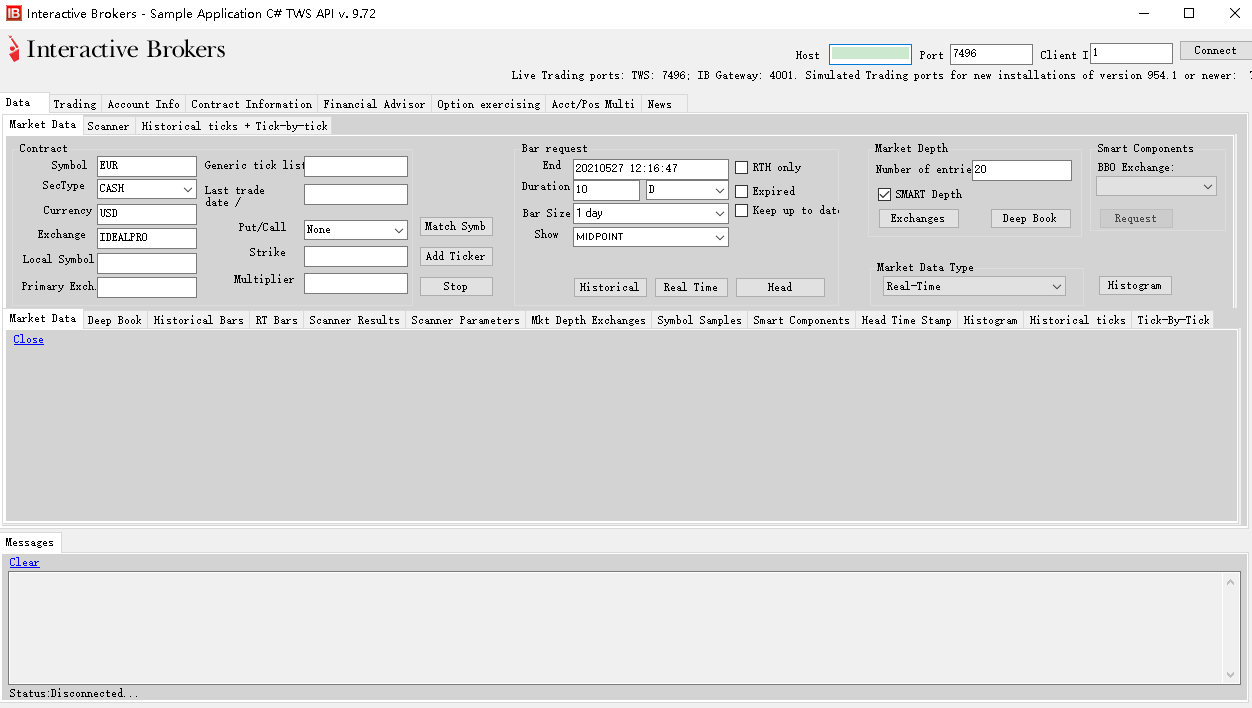 Interactive Brokers - Sample Application C# TWS API v. 9.72
Interactive Brokers
Host Port 7496 Client I 1 Connect
Live Trading ports: TWS: 7496; IB Gateway: 4001. Simulated Trading ports for new installations of version 954.1 or newer:
Data Trading Account Info Contract Information Financial Advisor Option exercising Acct/Pos Multi News
Market Data Scanner Historical ticks + Tick-by-tick
Contract
Symbol EUR
SecType CASH
Currency USD
Exchange IDEALPRO
Local Symbol
Primary Exch.
Generic tick list
Last trade
date /
Put/Call None
Strike
Multiplier
Match Symb
Add Ticker
Stop
Bar request
End 20210527 12:16:47
Duration 10 D
Bar Size 1 day
Show MIDPOINT
RTH only
Expired
Keep up to date
Historical Real Time Head
Market Depth
Number of entrie 20
SMART Depth
Exchanges Deep Book
Smart Components
BBO Exchange:
Request
Market Data Type
Real-Time
Histogram
Market Data Deep Book Historical Bars RT Bars Scanner Results Scanner Parameters Mkt Depth Exchanges Symbol Samples Smart Components Head Time Stamp Histogram Historical ticks Tick-By-Tick
Close
Messages
Clear
Status:Disconnected...